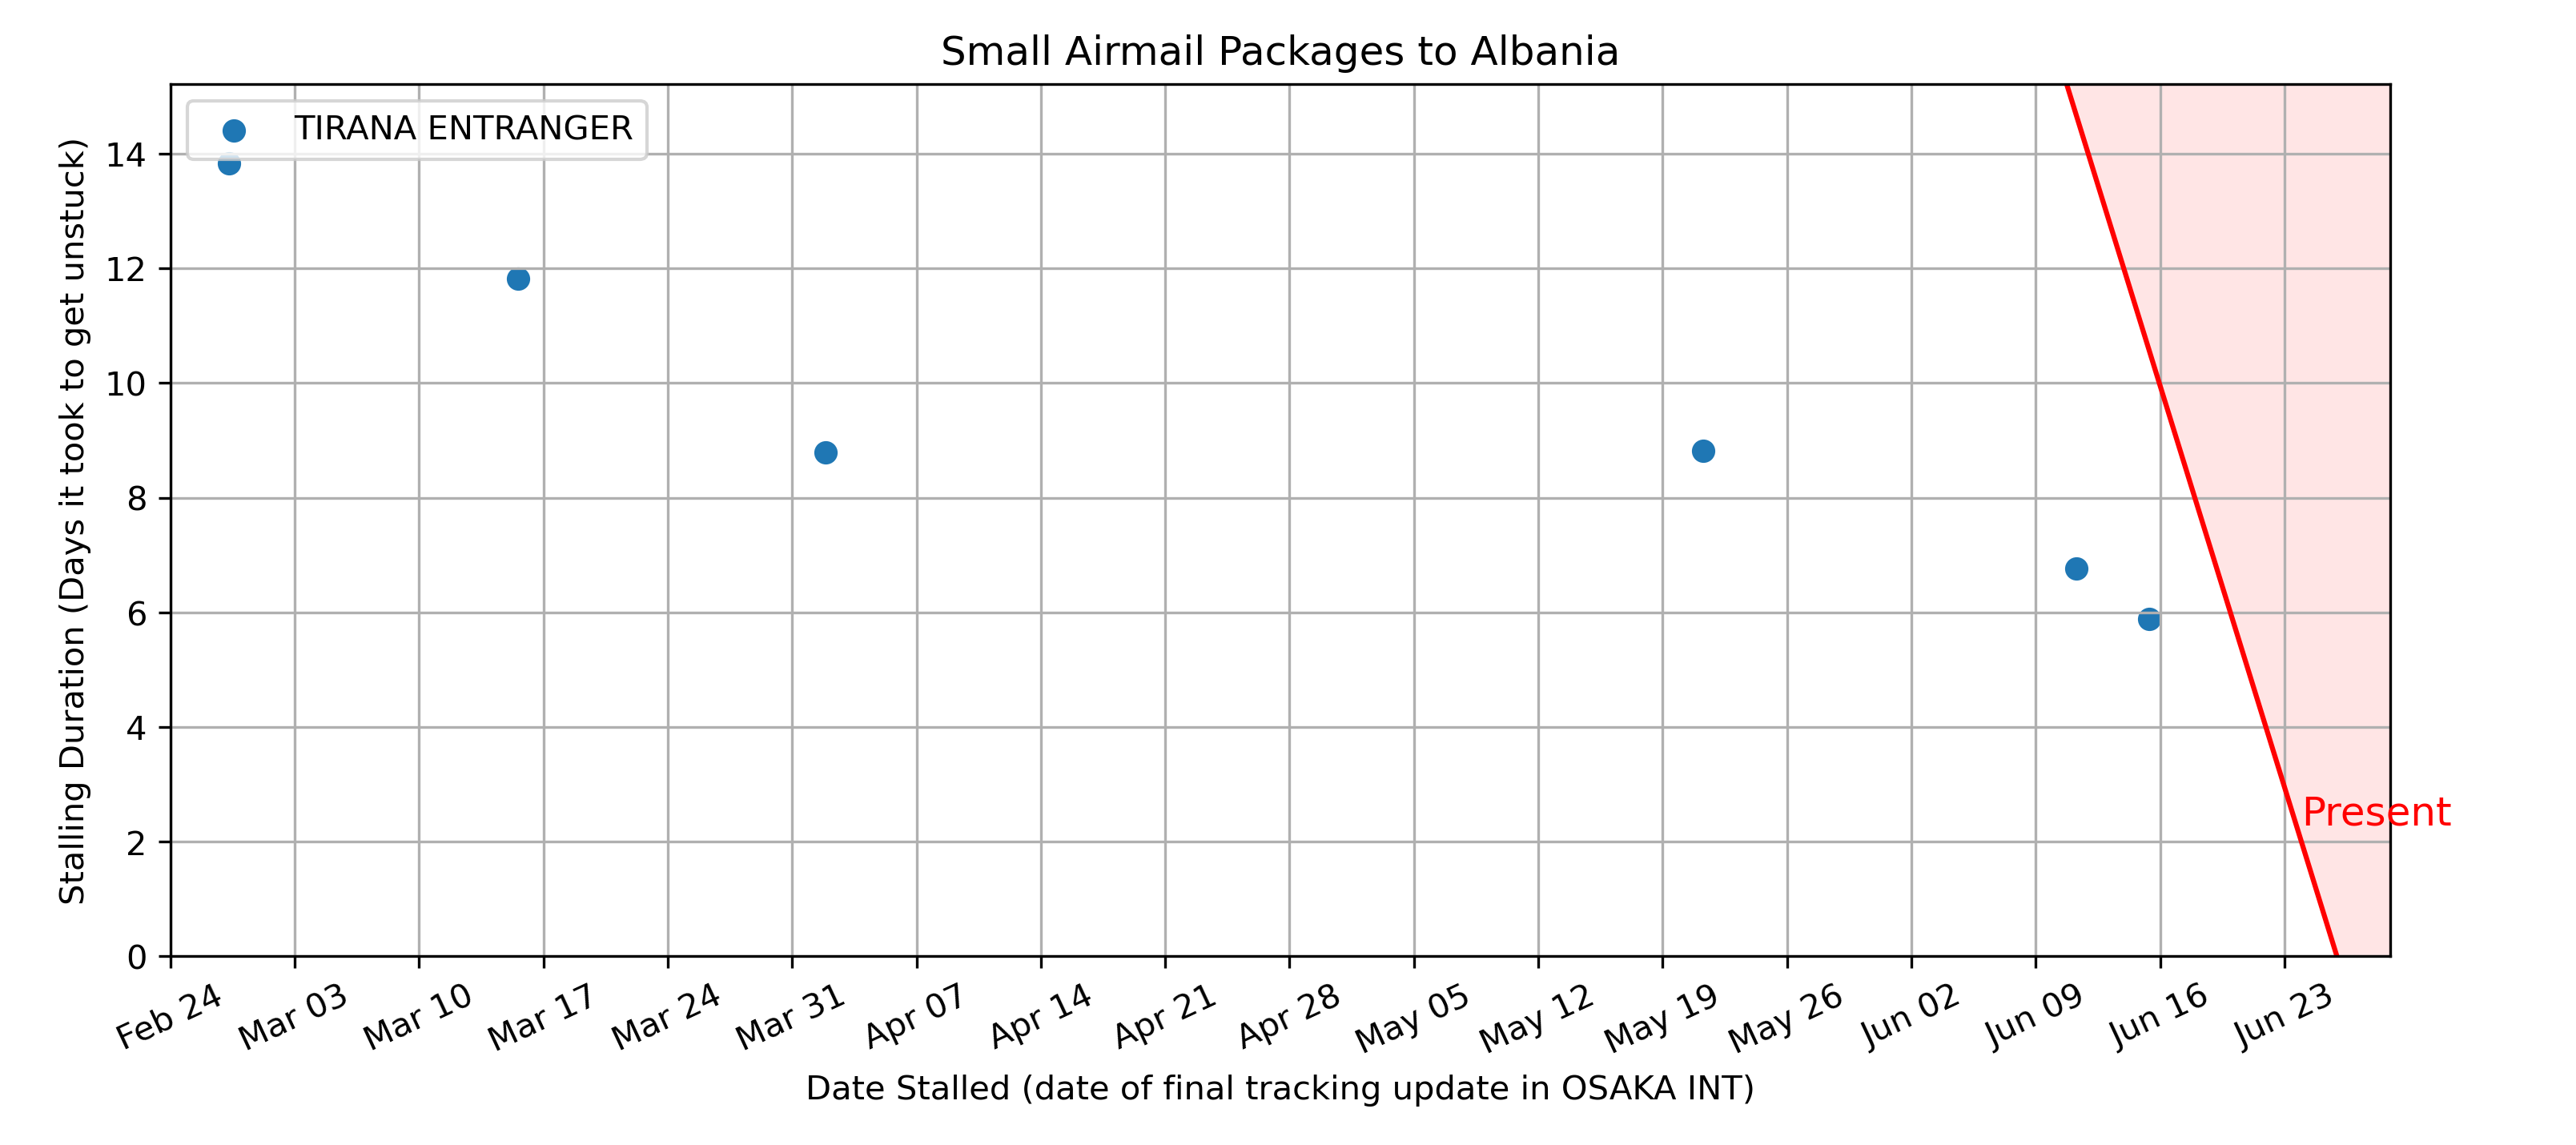 Small Airmail Packages to Albania
TIRANA ENTRANGER
Stalling Duration (Days it took to get unstuck)
14
12
10
8
6
4
2
0
Present
Feb 24
Mar 03
Mar 10
Mar 17
Mar 24
Mar 31
Apr 07
Apr 14
Apr 21
Apr 28
May 05
May 12
May 19
May 26
Jun 02
Jun 09
Jun 16
Jun 23
Date Stalled (date of final tracking update in OSAKA INT)